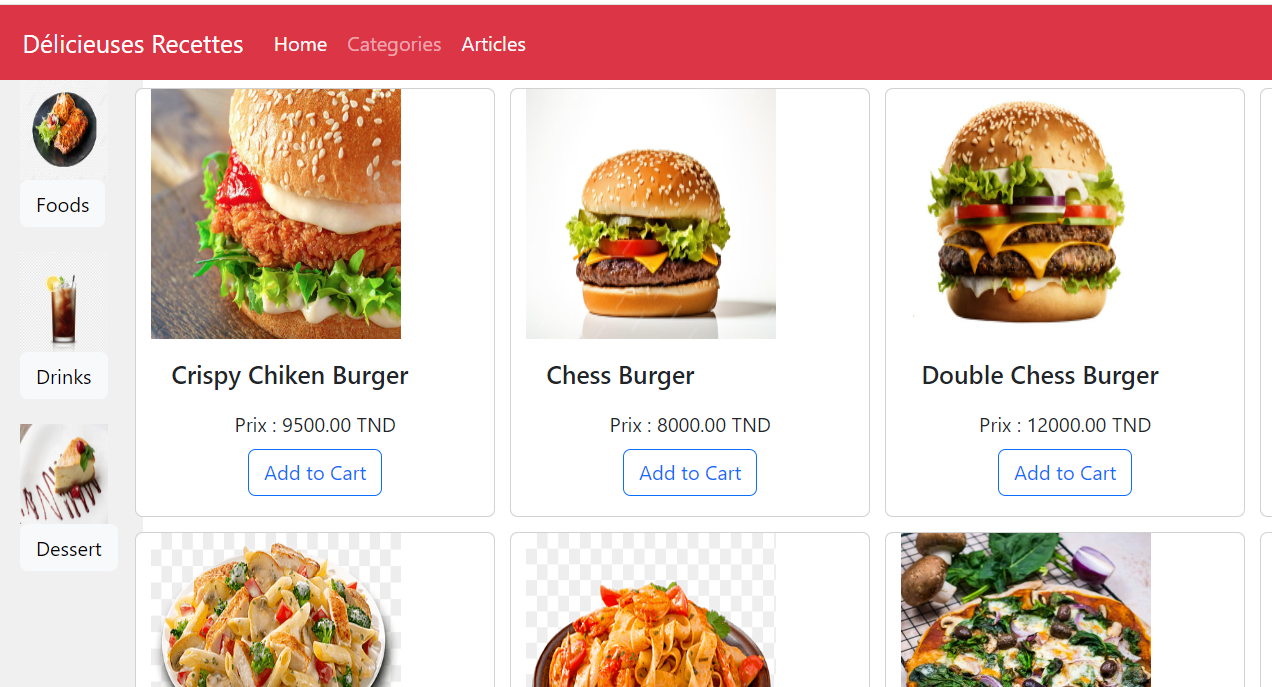 Délicieuses Recettes Home Categories Articles
Foods
Drinks
Dessert
Crispy Chiken Burger
Prix : 9500.00 TND
Add to Cart
Chess Burger
Prix : 8000.00 TND
Add to Cart
Double Chess Burger
Prix : 12000.00 TND
Add to Cart